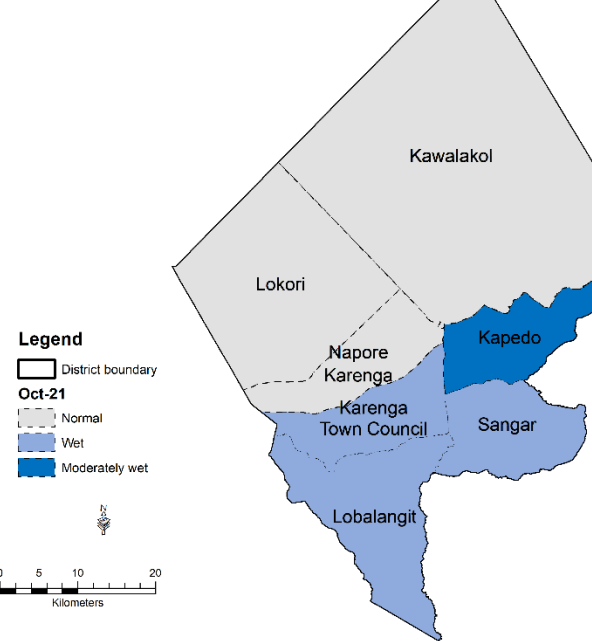 Kawalakol
Lokori
Kapedo
Napore
Karenga
Karenga
Town Council
Sangar
Lobalangit
Legend
District boundary
Oct-21
Normal
Wet
Moderately wet
N
0 5 10 20
Kilometers